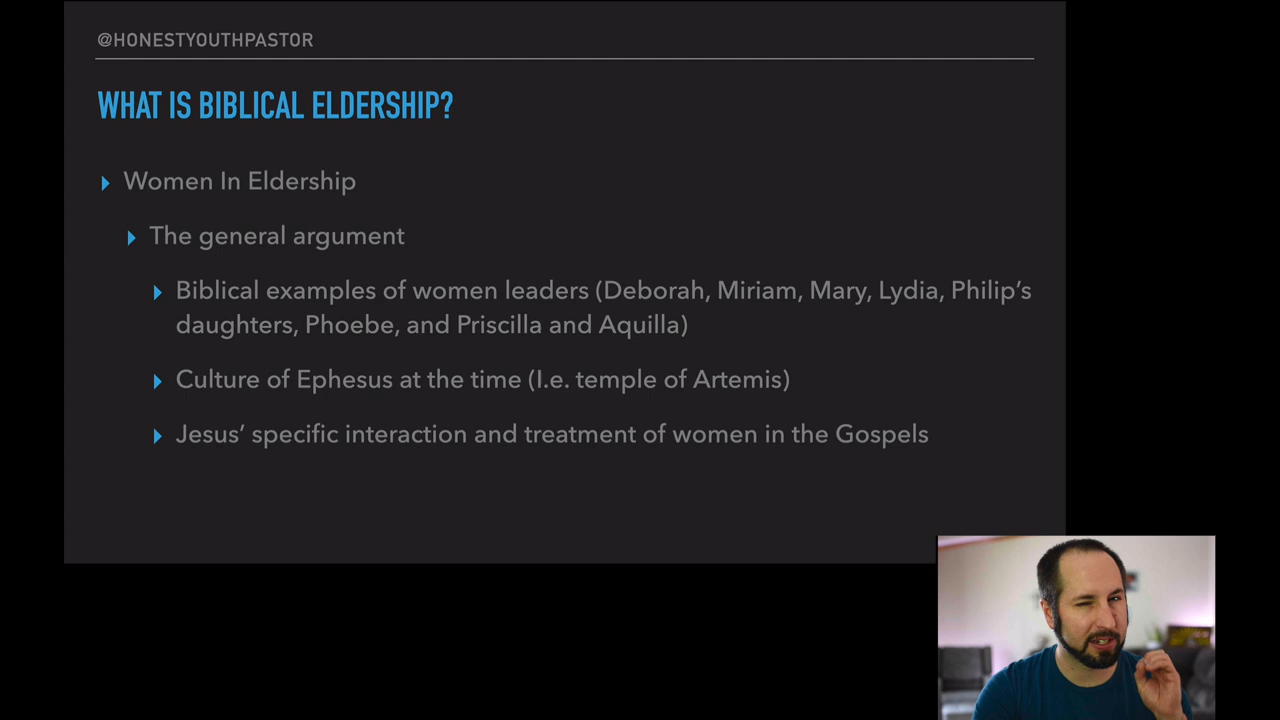 @HONESTYOUTHPASTOR
WHAT IS BIBLICAL ELDERSHIP?
Women In Eldership
The general argument
Biblical examples of women leaders (Deborah, Miriam, Mary, Lydia, Philip’s
daughters, Phoebe, and Priscilla and Aquilla)
Culture of Ephesus at the time (I.e. temple of Artemis)
Jesus’ specific interaction and treatment of women in the Gospels